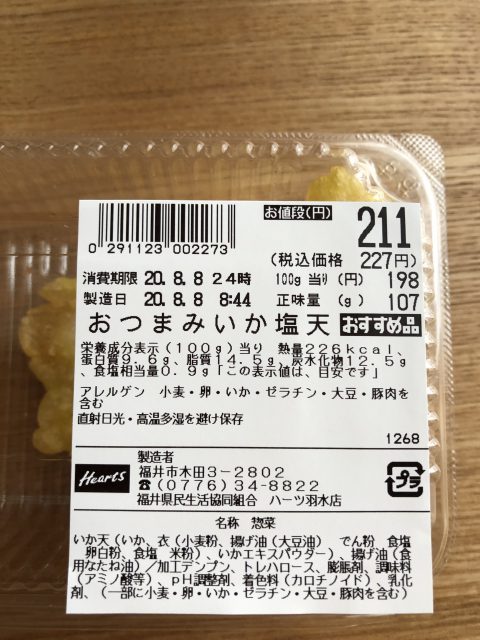 お値段(円) 211
0 291123 002273
(税込価格 227円)
消費期限 20.8.8 24時 100g 当り (円) 198
製造日 20.8.8 8:44 正味量 (g) 107
おつまみいか塩天 おすすめ品
栄養成分表示(100g)当り 熱量226kcal、
蛋白質9.6g、脂質14.5g、炭水化物12.5g
、食塩相当量0.9g「この表示値は、目安です」
アレルゲン 小麦・卵・いか・ゼラチン・大豆・豚肉を
含む
直射日光・高温多湿を避け保存
1268
製造者
Hearts
福井市木田3-2802
☎(0776)34-8822
福井県民生活協同組合 ハーツ羽水店
プラ
名称 惣菜
いか天(いか、衣(小麦粉、揚げ油(大豆油) でん粉 食塩
卵白粉、食塩 米粉)、いかエキスパウダー)、揚げ油(食
用なたね油)/加工デンプン、トレハロース、膨脹剤、調味料
(アミノ酸等)、pH調整剤、着色料(カロチノイド)、乳化
剤、(一部に小麦・卵・いか・ゼラチン・大豆・豚肉を含む)